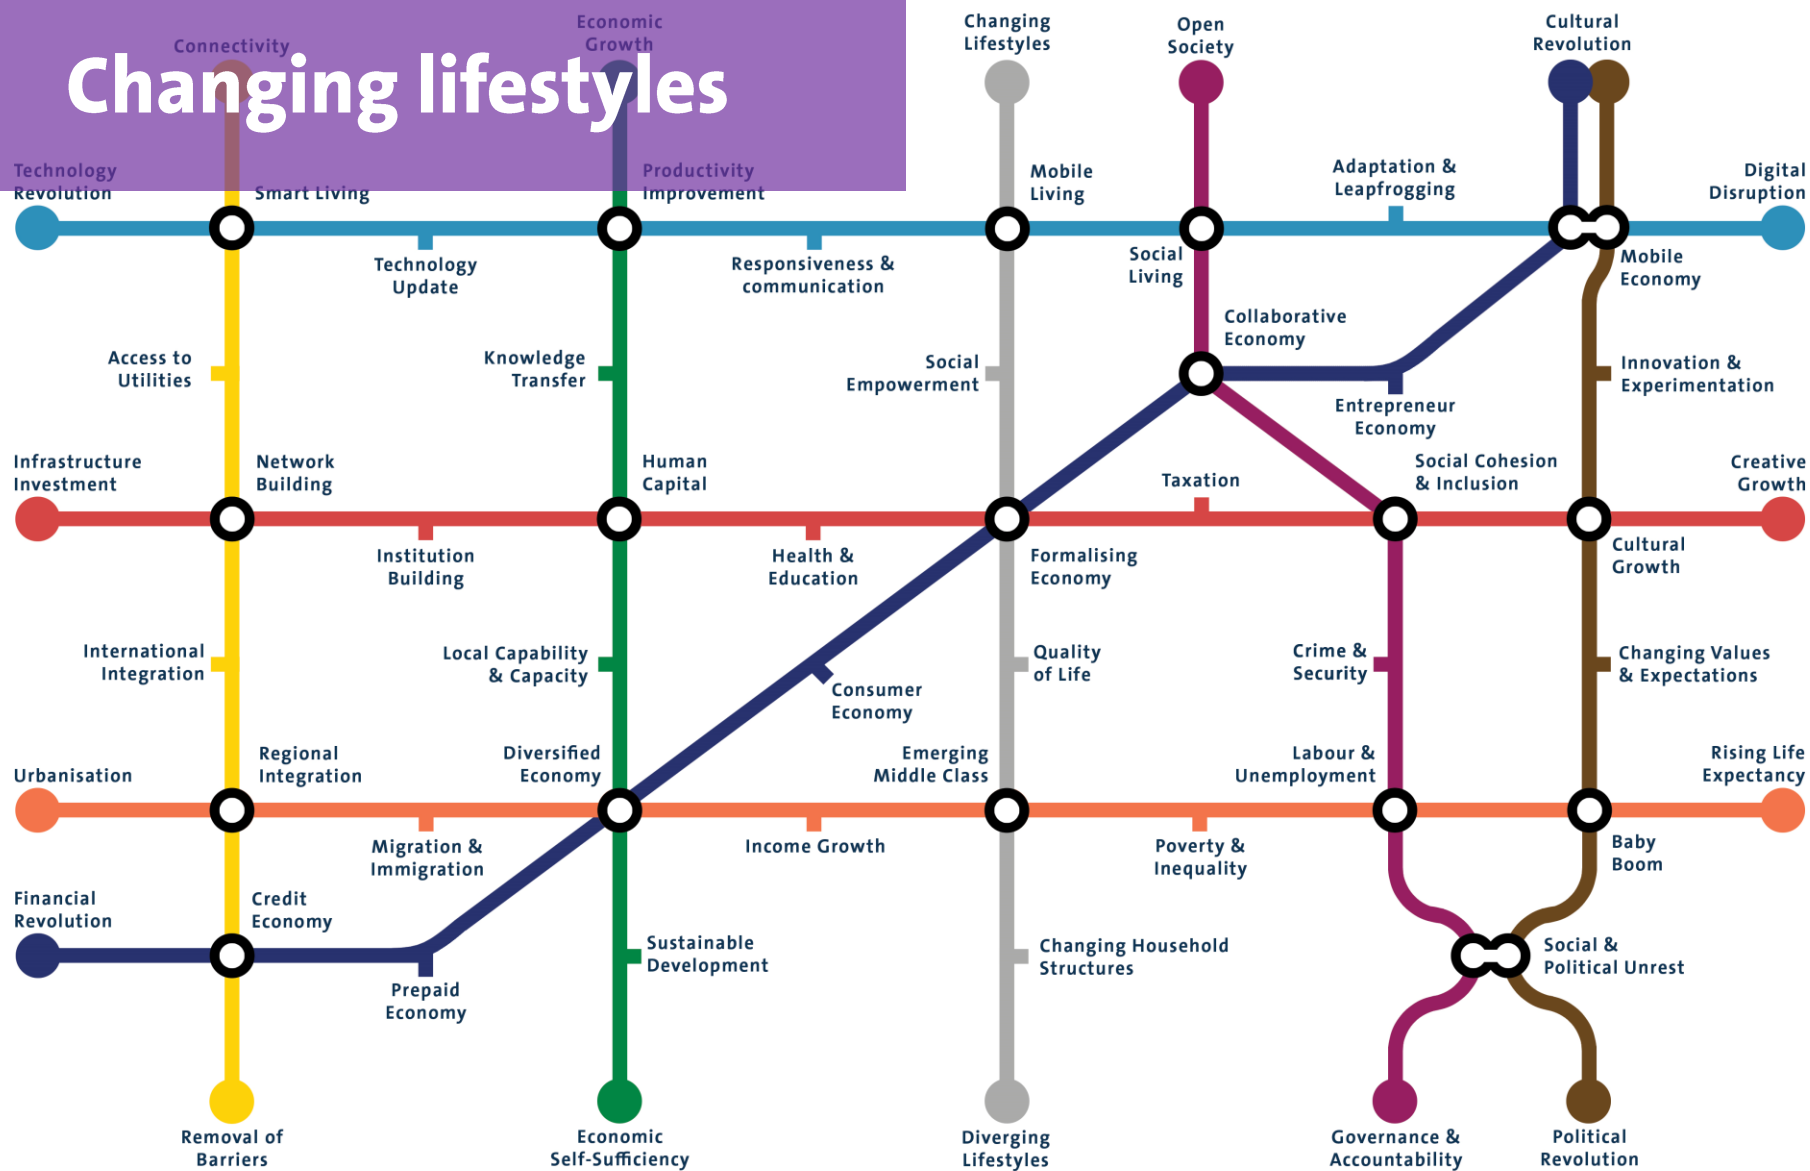 Changing lifestyles
Connectivity
Economic
Growth
Changing
Lifestyles
Open
Society
Cultural
Revolution
Technology
Revolution
Smart Living
Productivity
Improvement
Mobile
Living
Adaptation &
Leapfrogging
Digital
Disruption
Technology
Update
Responsiveness &
communication
Social
Living
Mobile
Economy
Access to
Utilities
Knowledge
Transfer
Social
Empowerment
Collaborative
Economy
Entrepreneur
Economy
Innovation &
Experimentation
Infrastructure
Investment
Network
Building
Human
Capital
Taxation
Social Cohesion
& Inclusion
Creative
Growth
Institution
Building
Health &
Education
Formalising
Economy
Cultural
Growth
International
Integration
Local Capability
& Capacity
Consumer
Economy
Quality
of Life
Crime &
Security
Changing Values
& Expectations
Urbanisation
Regional
Integration
Diversified
Economy
Emerging
Middle Class
Labour &
Unemployment
Rising Life
Expectancy
Migration &
Immigration
Income Growth
Poverty &
Inequality
Baby
Boom
Financial
Revolution
Credit
Economy
Prepaid
Economy
Sustainable
Development
Changing Household
Structures
Social &
Political Unrest
Removal of
Barriers
Economic
Self-Sufficiency
Diverging
Lifestyles
Governance &
Accountability
Political
Revolution